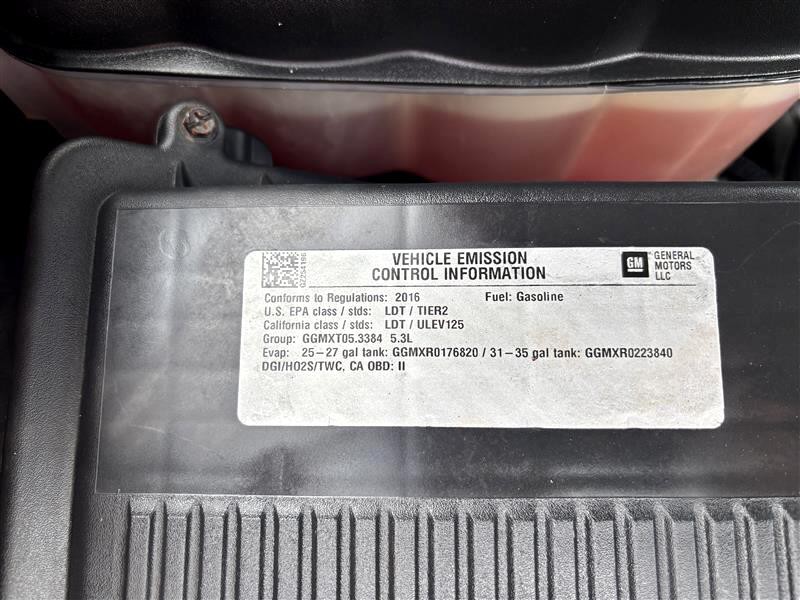 VEHICLE EMISSION
CONTROL INFORMATION
GM
GENERAL
MOTORS
LLC
Conforms to Regulations: 2016 Fuel: Gasoline
U.S. EPA class / stds: LDT / TIER2
California class / stds: LDT / ULEV125
Group: GGMXT05.3384 5.3L
Evap: 25-27 gal tank: GGMXR0176820 / 31-35 gal tank: GGMXR0223840
DGI/HO2S/TWC, CA OBD: II